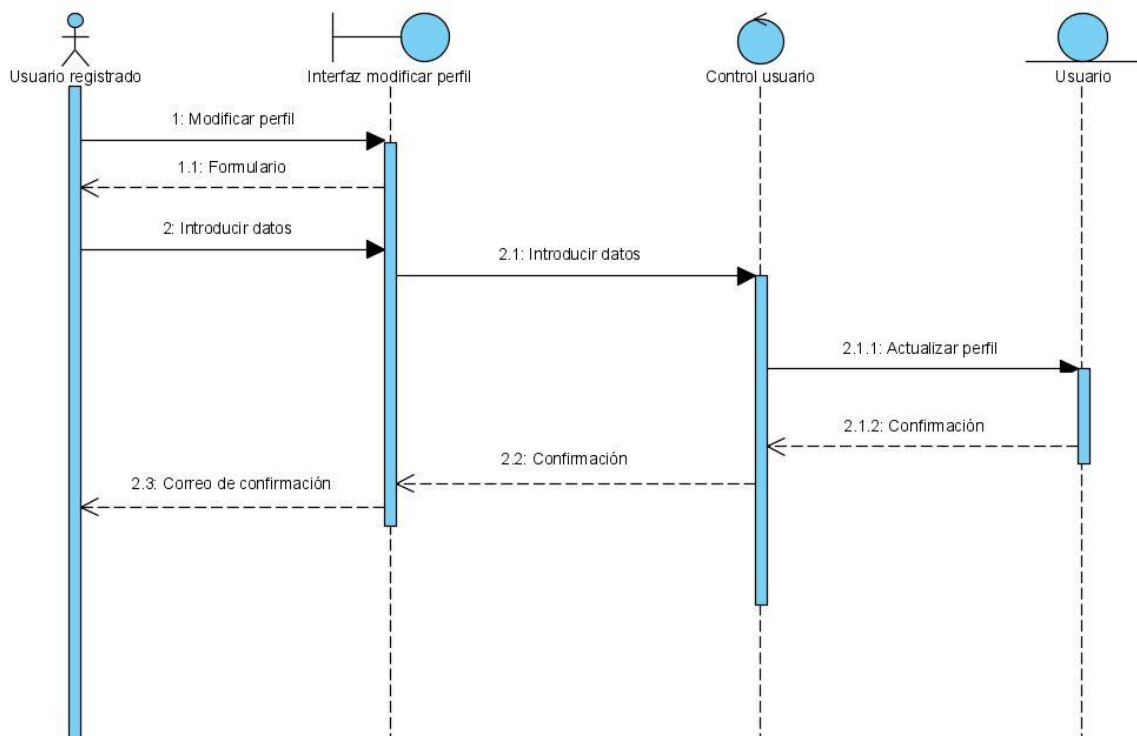 Usuario registrado
Interfaz modificar perfil
Control usuario
Usuario
1: Modificar perfil
1.1: Formulario
2: Introducir datos
2.1: Introducir datos
2.1.1: Actualizar perfil
2.1.2: Confirmación
2.2: Confirmación
2.3: Correo de confirmación